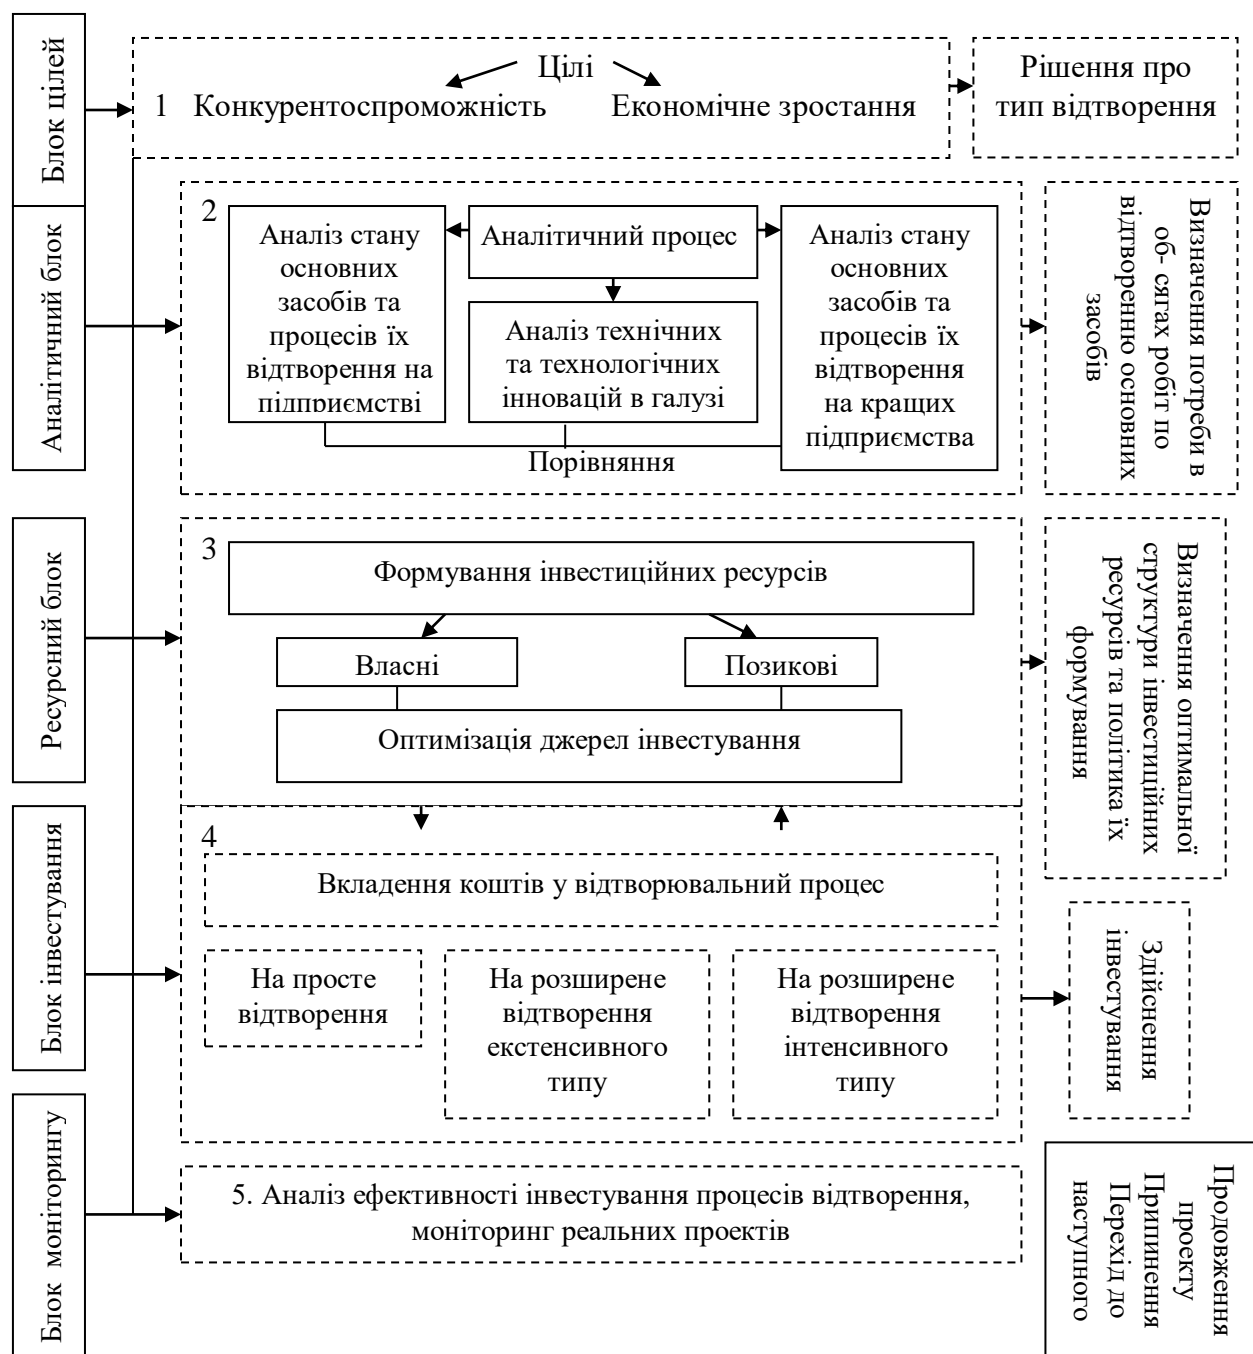 Блок цілей
Цілі
1 Конкурентоспроможність Економічне зростання
Рішення про
тип відтворення
Аналітичний блок
2
Аналіз стану
основних
засобів та
процесів їх
відтворення на
підприємстві
Аналітичний процес
Аналіз технічних
та технологічних
інновацій в галузі
Аналіз стану
основних
засобів та
процесів їх
відтворення
на кращих
підприємства
Порівняння
Визначення потреби в
об- сягах робіт по
відтворенню основних
засобів
Ресурсний блок
3
Формування інвестиційних ресурсів
Власні
Позикові
Оптимізація джерел інвестування
Визначення оптимальної
структури інвестиційних
ресурсів та політика їх
формування
Блок інвестування
4
Вкладення коштів у відтворювальний процес
На просте
відтворення
На розширене
відтворення
екстенсивного
типу
На розширене
відтворення
інтенсивного
типу
Здійснення
інвестування
Блок моніторингу
5. Аналіз ефективності інвестування процесів відтворення,
моніторинг реальних проектів
Продовження
проекту
Припинення
Перехід до
наступного